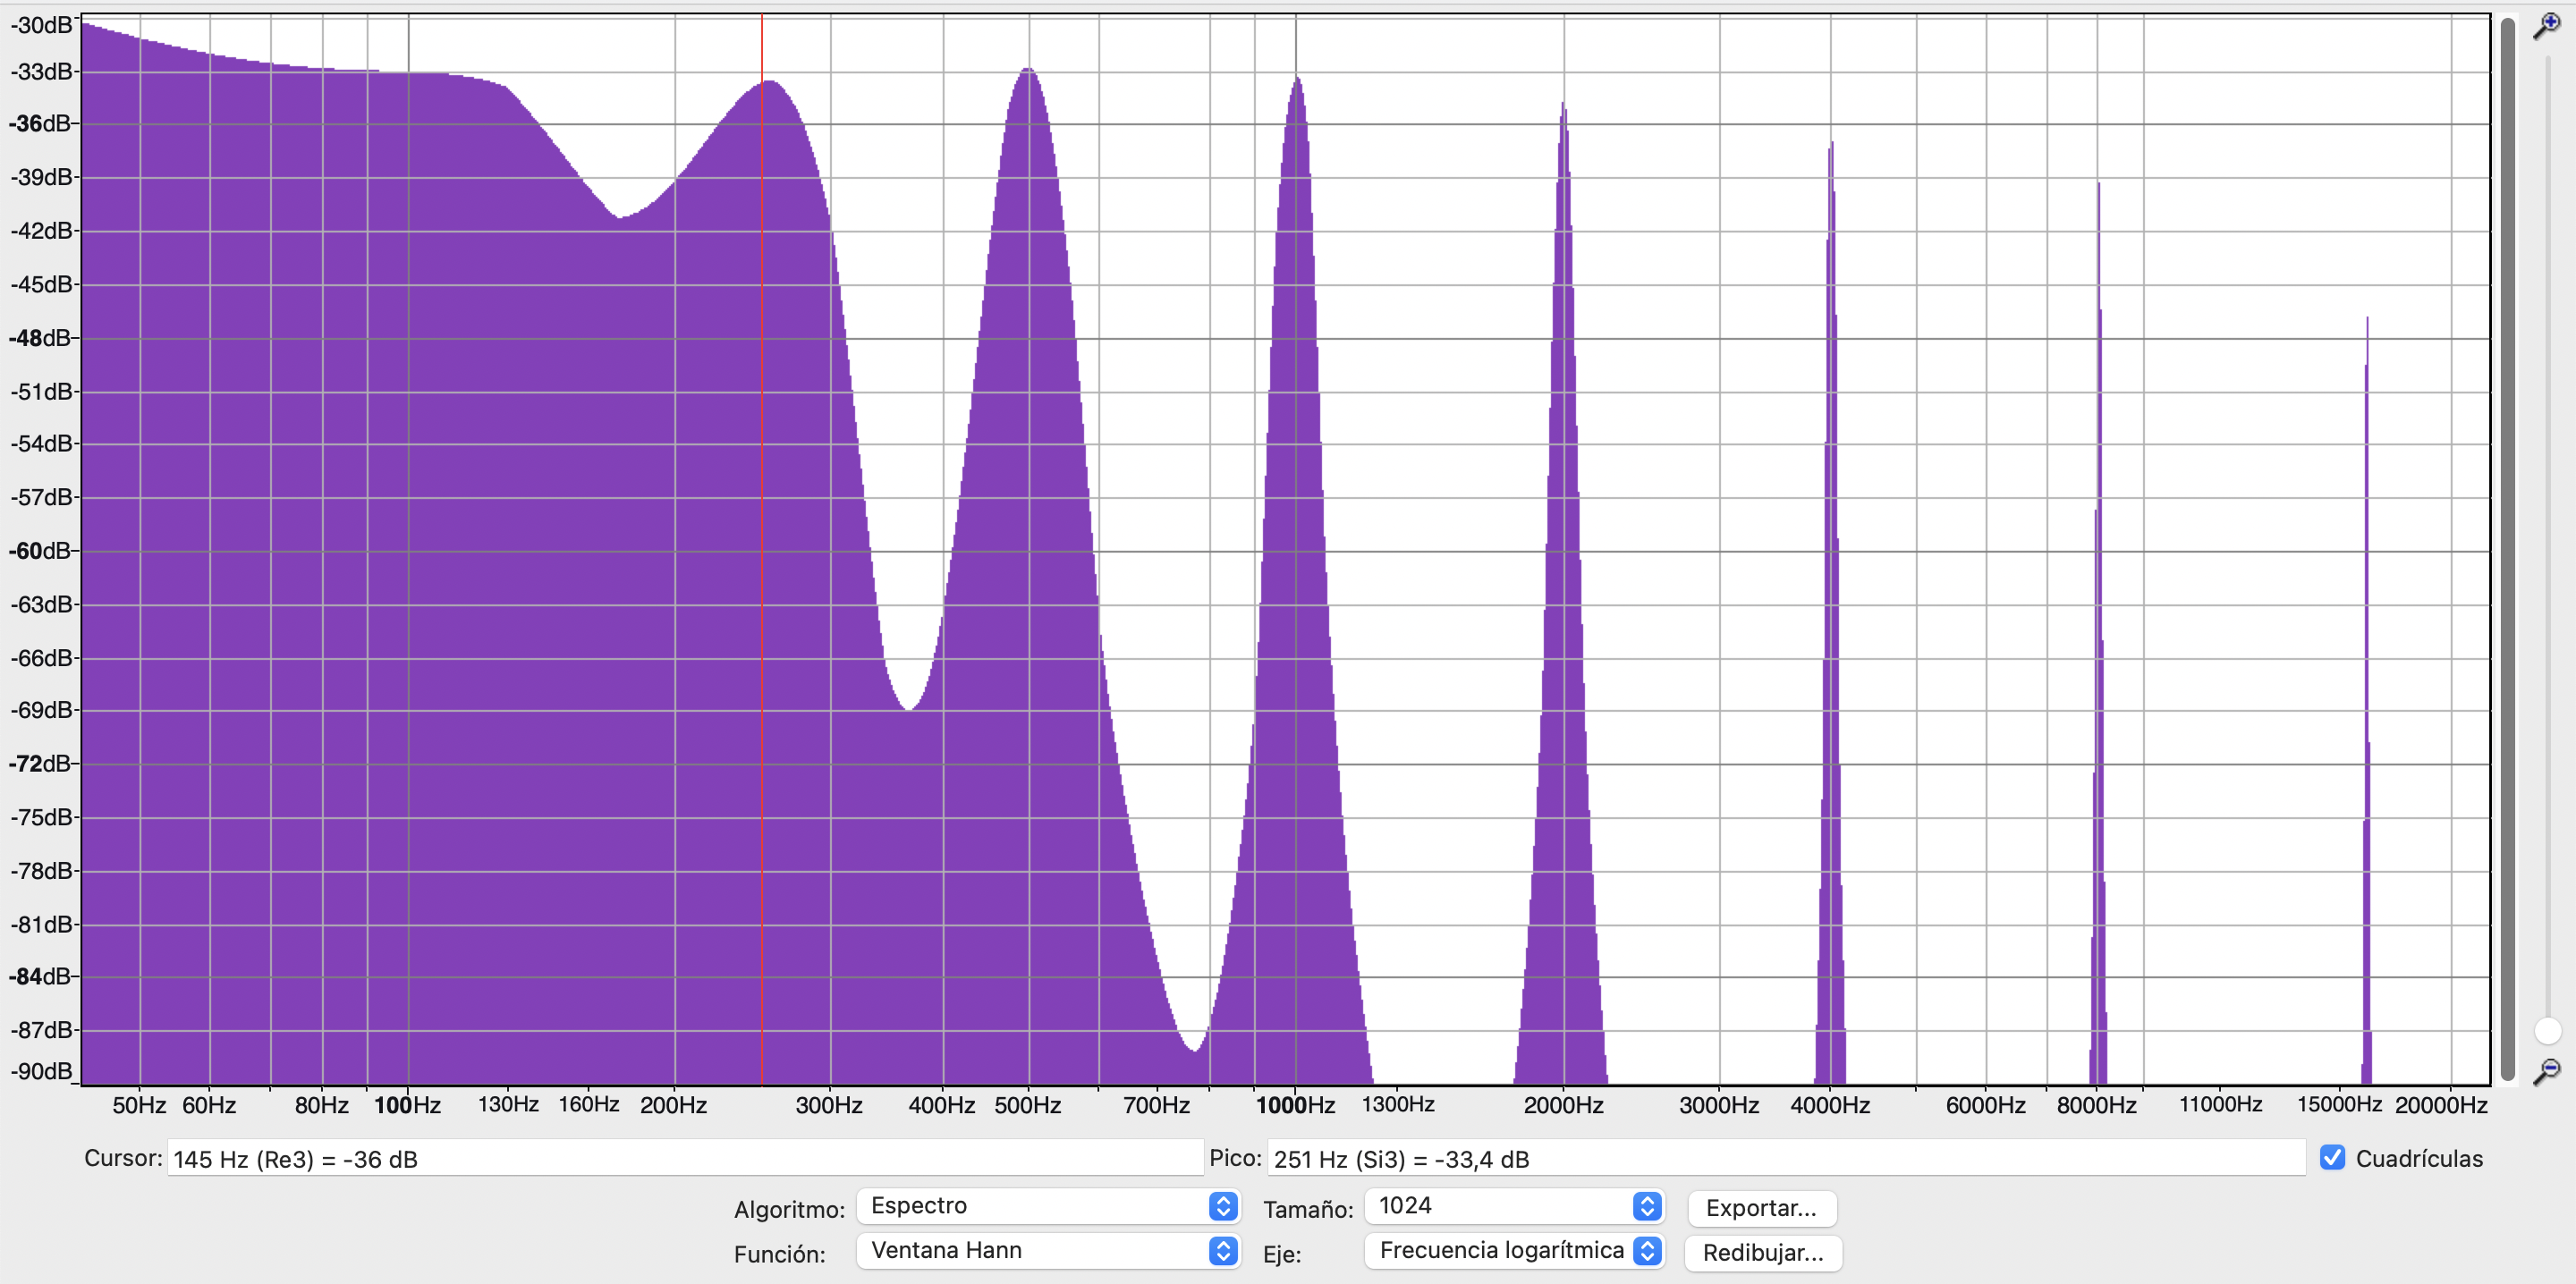 -30dB
-33dB
-36dB
-39dB
-42dB
-45dB
-48dB
-51dB
-54dB
-57dB
-60dB
-63dB
-66dB
-69dB
-72dB
-75dB
-78dB
-81dB
-84dB
-87dB
-90dB
50Hz 60Hz 80Hz 100Hz 130Hz 160Hz 200Hz 300Hz 400Hz 500Hz 700Hz 1000Hz 1300Hz 2000Hz 3000Hz 4000Hz 6000Hz 8000Hz 11000Hz 15000Hz 20000Hz
Cursor: 145 Hz (Re3) = -36 dB Pico: 251 Hz (Si3) = -33,4 dB Cuadrículas
Algoritmo: Espectro Tamaño: 1024 Exportar...
Función: Ventana Hann Eje: Frecuencia logarítmica Redibujar...